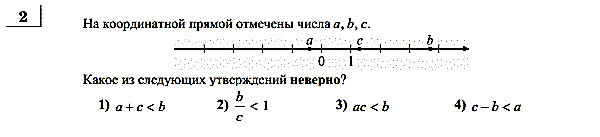 2
На координатной прямой отмечены числа a, b, c.
a c b
0 1
Какое из следующих утверждений неверно?
1) a + c < b 2) b/c < 1 3) ac < b 4) c − b < a